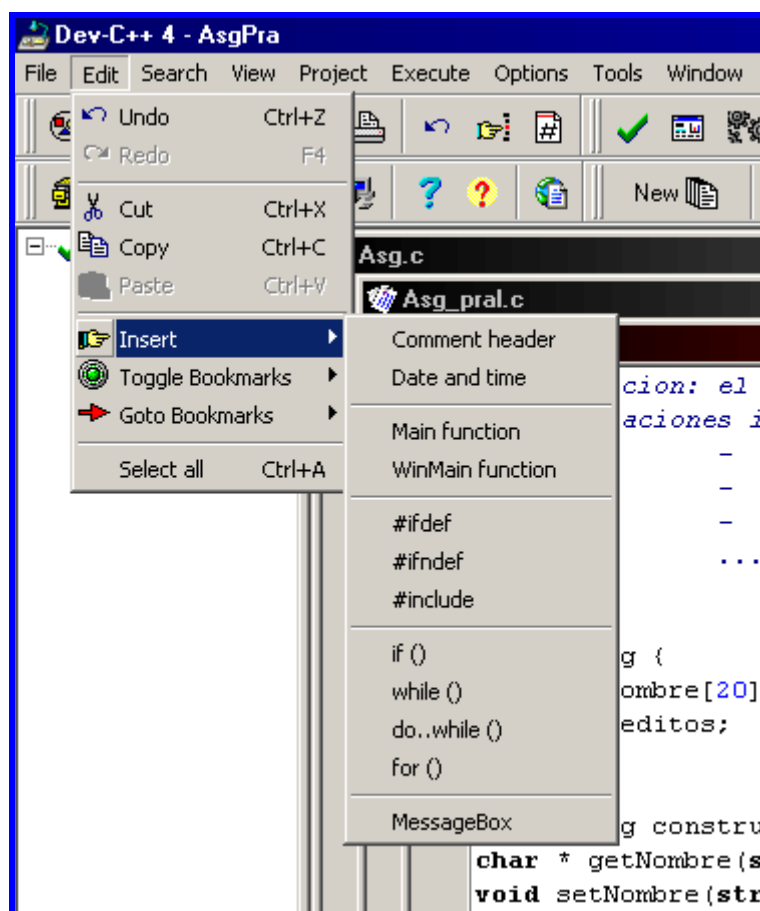 Dev-C++ 4 - AsgPra
File Edit Search View Project Execute Options Tools Window
Undo Ctrl+Z
Redo F4
New
Cut Ctrl+X
Copy Ctrl+C
Paste Ctrl+V
Asg.c
Asg_pral.c
Insert
Toggle Bookmarks
Goto Bookmarks
Select all Ctrl+A
Comment header
Date and time
Main function
WinMain function
#ifdef
#ifndef
#include
if ()
while ()
do..while ()
for ()
MessageBox
cion: el
aciones i
-
-
-
...
g {
ombre[20]
editos;
g constru
char * getNombre(s
void setNombre(str